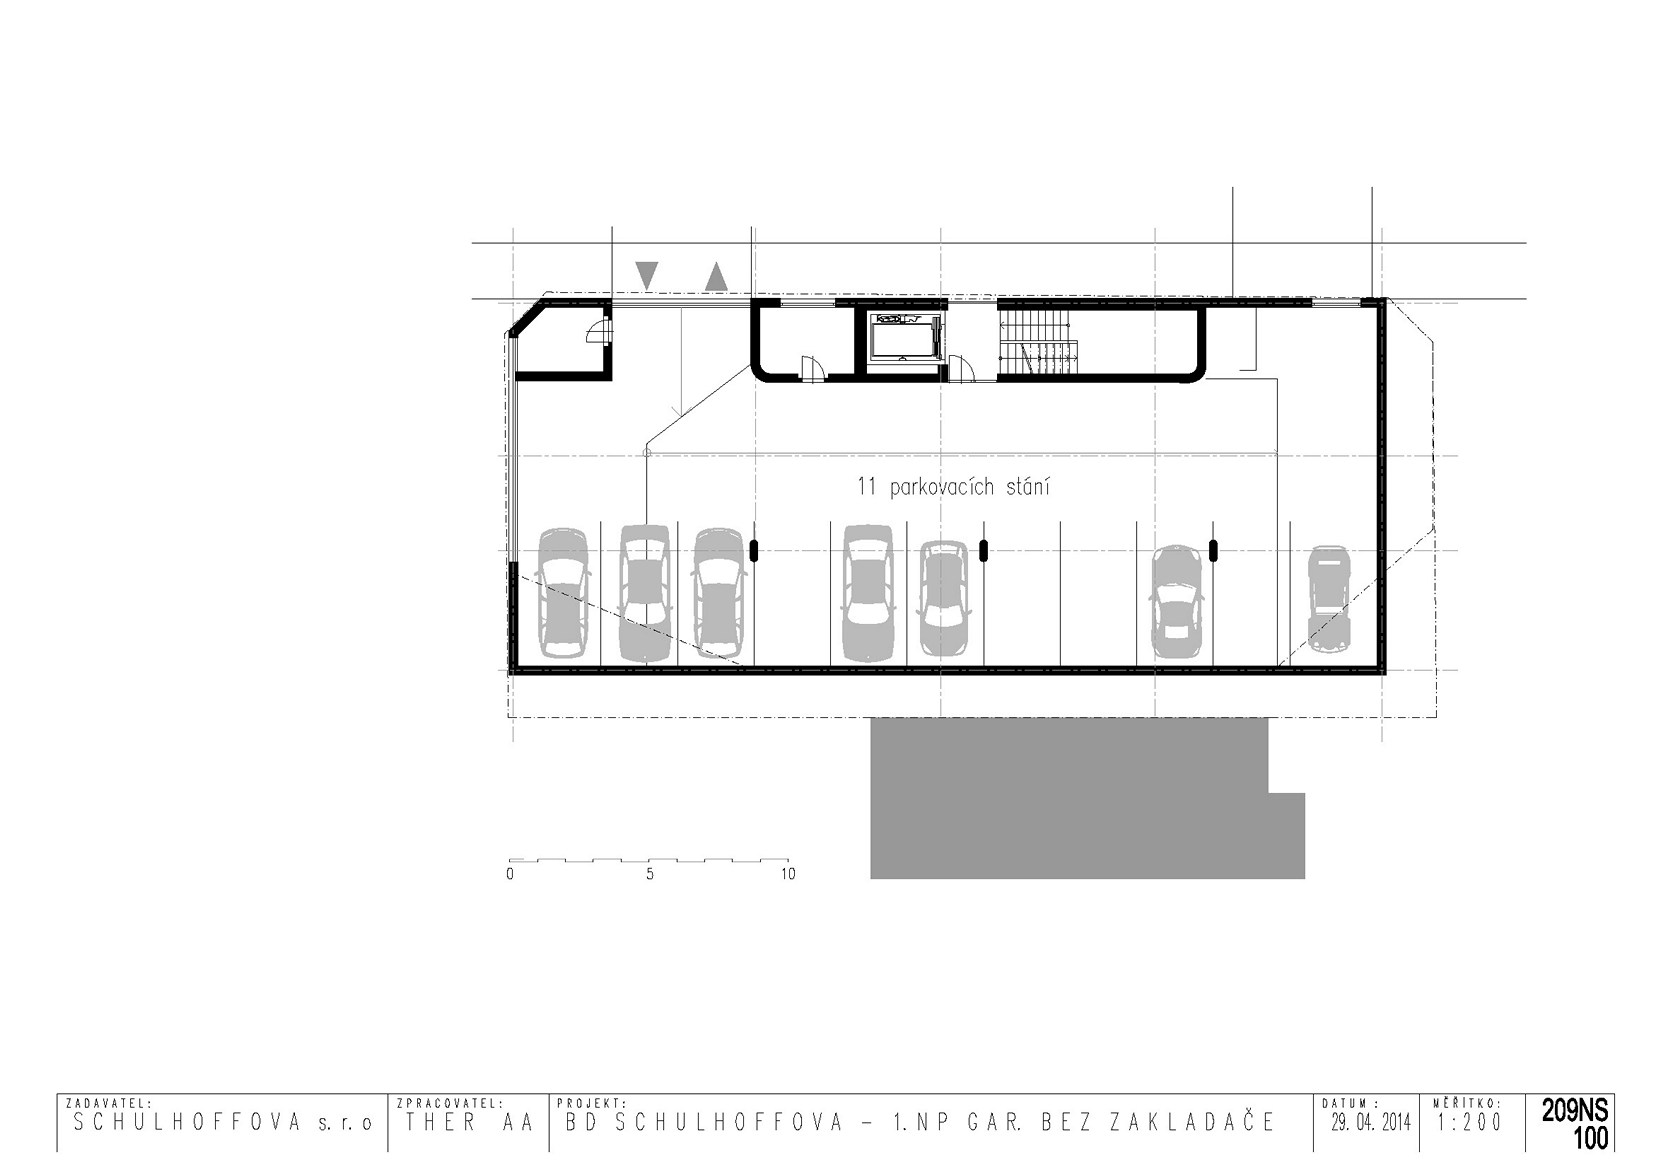 11 parkovacích stání
0 5 10
ZADAVATEL:
SCHULHOFFOVA s.r.o
ZPRACOVATEL:
THER AA
PROJEKT:
BD SCHULHOFFOVA – 1.NP GAR. BEZ ZAKLADAČE
DATUM :
29. 04. 2014
MĚŘÍTKO:
1:200
209NS
100